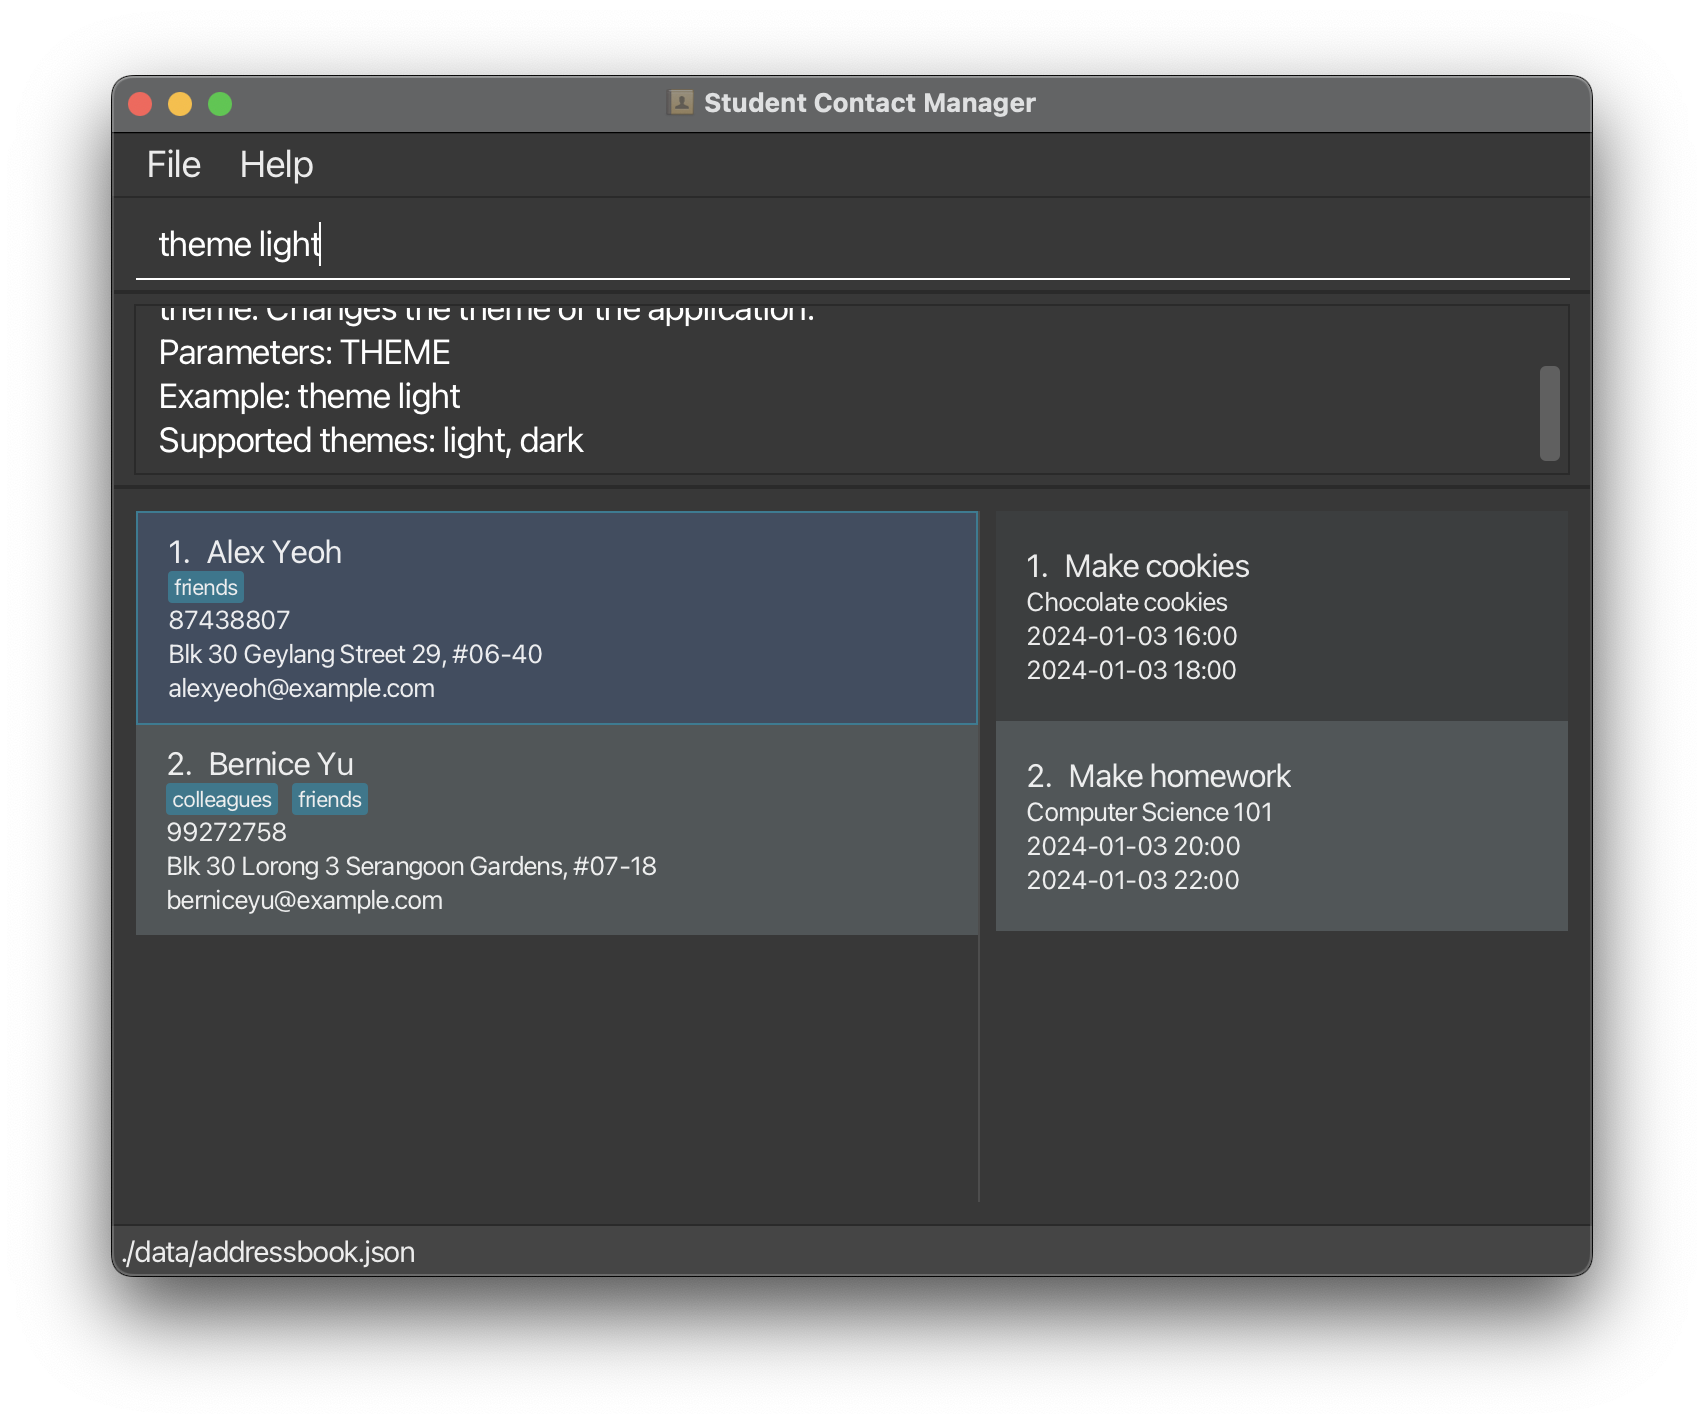 Student Contact Manager
File Help
theme light
theme: Changes the theme of the application.
Parameters: THEME
Example: theme light
Supported themes: light, dark
1. Alex Yeoh
friends
87438807
Blk 30 Geylang Street 29, #06-40
alexyeoh@example.com
2. Bernice Yu
colleagues friends
99272758
Blk 30 Lorong 3 Serangoon Gardens, #07-18
berniceyu@example.com
1. Make cookies
Chocolate cookies
2024-01-03 16:00
2024-01-03 18:00
2. Make homework
Computer Science 101
2024-01-03 20:00
2024-01-03 22:00
./data/addressbook.json